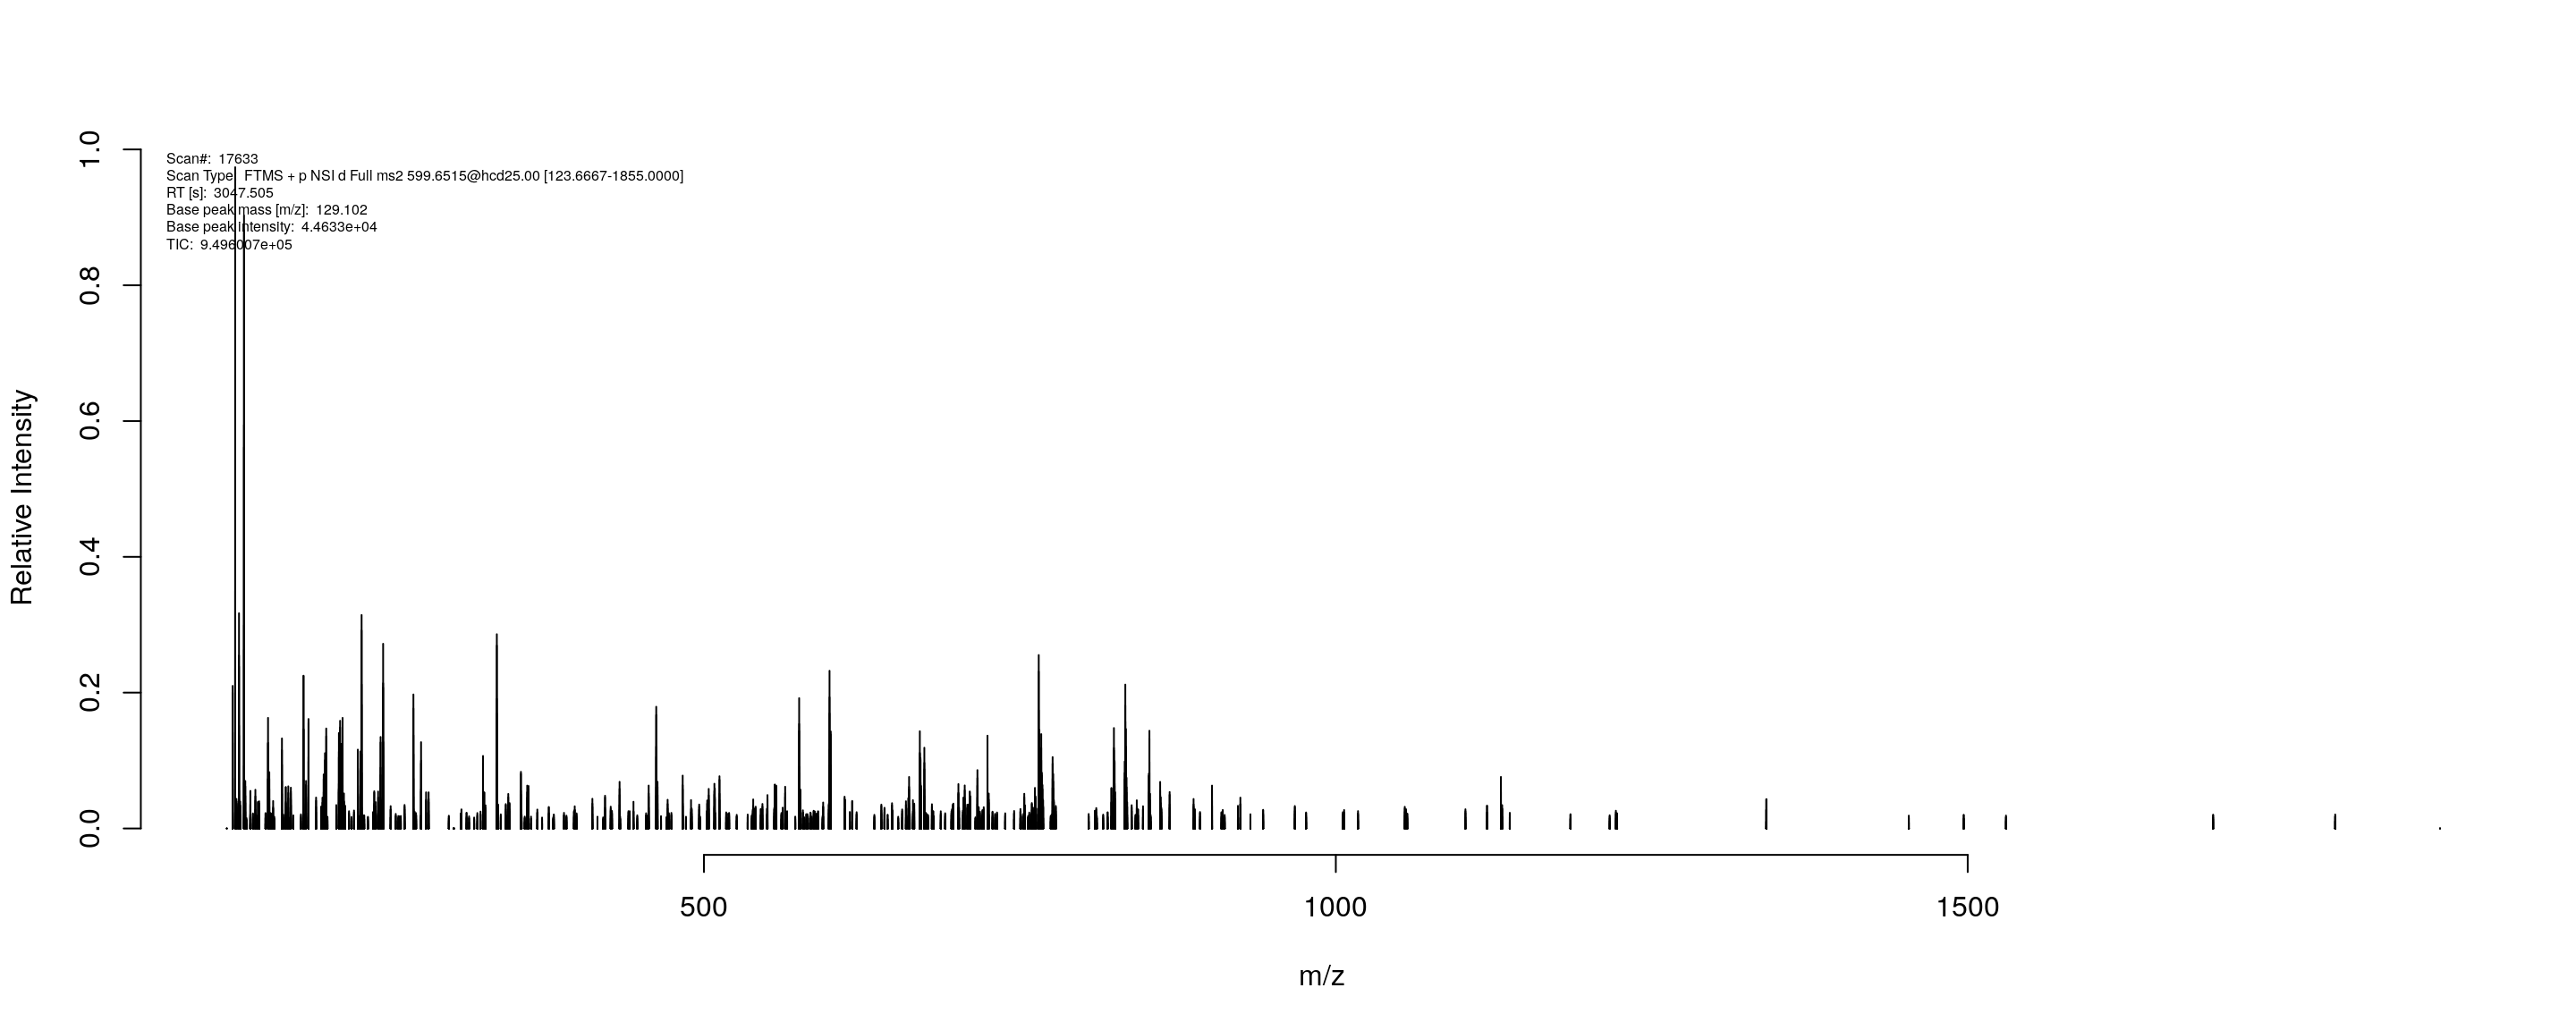 Scan#: 17633
Scan Type: FTMS + p NSI d Full ms2 599.6515@hcd25.00 [123.6667-1855.0000]
RT [s]: 3047.505
Base peak mass [m/z]: 129.102
Base peak intensity: 4.4633e+04
TIC: 9.496007e+05
1.0
0.8
0.6
0.4
0.2
0.0
Relative Intensity
500 1000 1500
m/z